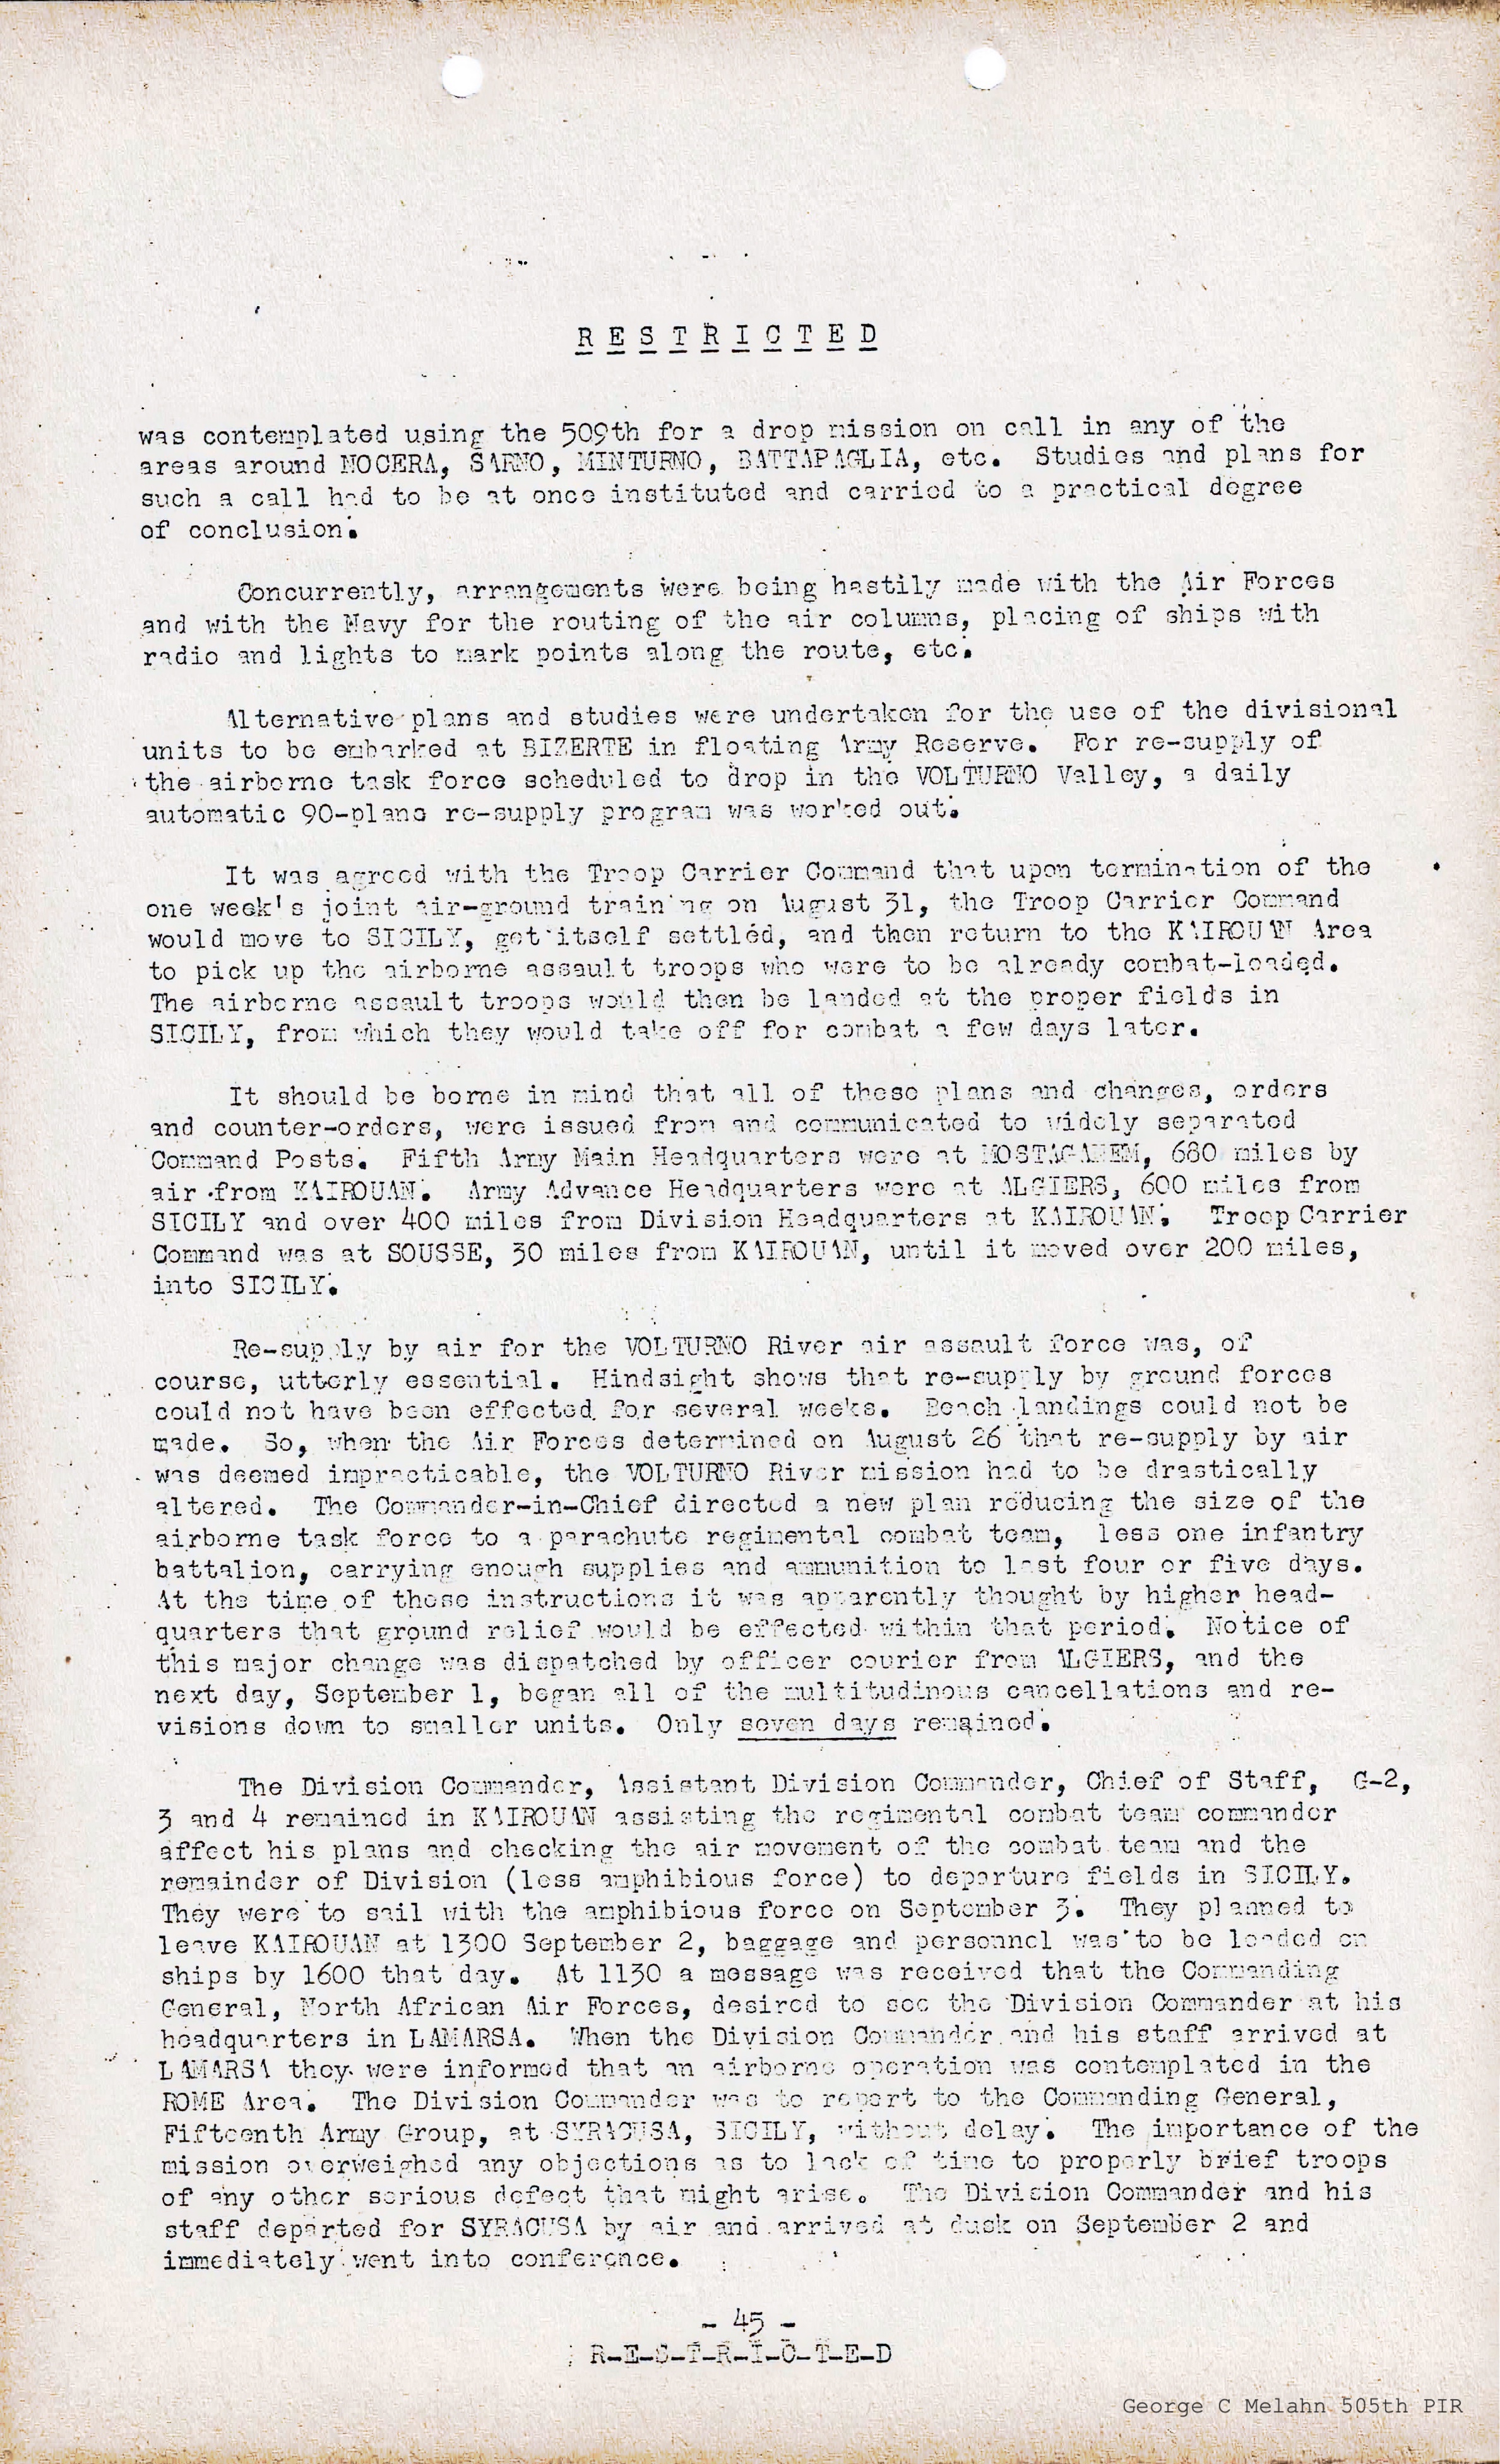 R E S T R I C T E D
was contemplated using the 509th for a drop mission on call in any of the
areas around NOCERA, SARNO, MINTURNO, BATTAPAGLIA, etc. Studies and plans for
such a call had to be at once instituted and carried to a practical degree
of conclusion.
Concurrently, arrangements were being hastily made with the Air Forces
and with the Navy for the routing of the air columns, placing of ships with
radio and lights to mark points along the route, etc.
Alternative plans and studies were undertaken for the use of the divisional
units to be embarked at BIZERTE in floating Army Reserve. For re-supply of
the airborne task force scheduled to drop in the VOLTURNO Valley, a daily
automatic 90-plane re-supply program was worked out.
It was agreed with the Troop Carrier Command that upon termination of the
one week's joint air-ground training on August 31, the Troop Carrier Command
would move to SICILY, get itself settled, and then return to the KAIROUAN Area
to pick up the airborne assault troops who were to be already combat-loaded.
The airborne assault troops would then be landed at the proper fields in
SICILY, from which they would take off for combat a few days later.
It should be borne in mind that all of these plans and changes, orders
and counter-orders, were issued from and communicated to widely separated
Command Posts. Fifth Army Main Headquarters were at MOSTAGANEM, 680 miles by
air from KAIROUAN. Army Advance Headquarters were at ALGIERS, 600 miles from
SICILY and over 400 miles from Division Headquarters at KAIROUAN. Troop Carrier
Command was at SOUSSE, 30 miles from KAIROUAN, until it moved over 200 miles,
into SICILY.
Re-supply by air for the VOLTURNO River air assault force was, of
course, utterly essential. Hindsight shows that re-supply by ground forces
could not have been effected for several weeks. Beach landings could not be
made. So, when the Air Forces determined on August 26 that re-supply by air
was deemed impracticable, the VOLTURNO River mission had to be drastically
altered. The Commander-in-Chief directed a new plan reducing the size of the
airborne task force to a parachute regimental combat team, less one infantry
battalion, carrying enough supplies and ammunition to last four or five days.
At the time of these instructions it was apparently thought by higher head-
quarters that ground relief would be effected within that period. Notice of
this major change was dispatched by officer courier from ALGIERS, and the
next day, September 1, began all of the multitudinous cancellations and re-
visions down to smaller units. Only seven days remained.
The Division Commander, Assistant Division Commander, Chief of Staff, G-2,
3 and 4 remained in KAIROUAN assisting the regimental combat team commander
affect his plans and checking the air movement of the combat team and the
remainder of Division (less amphibious force) to departure fields in SICILY.
They were to sail with the amphibious force on September 3. They planned to
leave KAIROUAN at 1300 September 2, baggage and personnel was to be loaded on
ships by 1600 that day. At 1130 a message was received that the Commanding
General, North African Air Forces, desired to see the Division Commander at his
headquarters in LAMARSA. When the Division Commander and his staff arrived at
LAMARSA they were informed that an airborne operation was contemplated in the
ROME Area. The Division Commander was to report to the Commanding General,
Fifteenth Army Group, at SYRACUSA, SICILY, without delay. The importance of the
mission overweighed any objections as to lack of time to properly brief troops
of any other serious defect that might arise. The Division Commander and his
staff departed for SYRACUSA by air and arrived at dusk on September 2 and
immediately went into conference.
- 45 -
R-E-S-T-R-I-C-T-E-D
George C Melahn 505th PIR